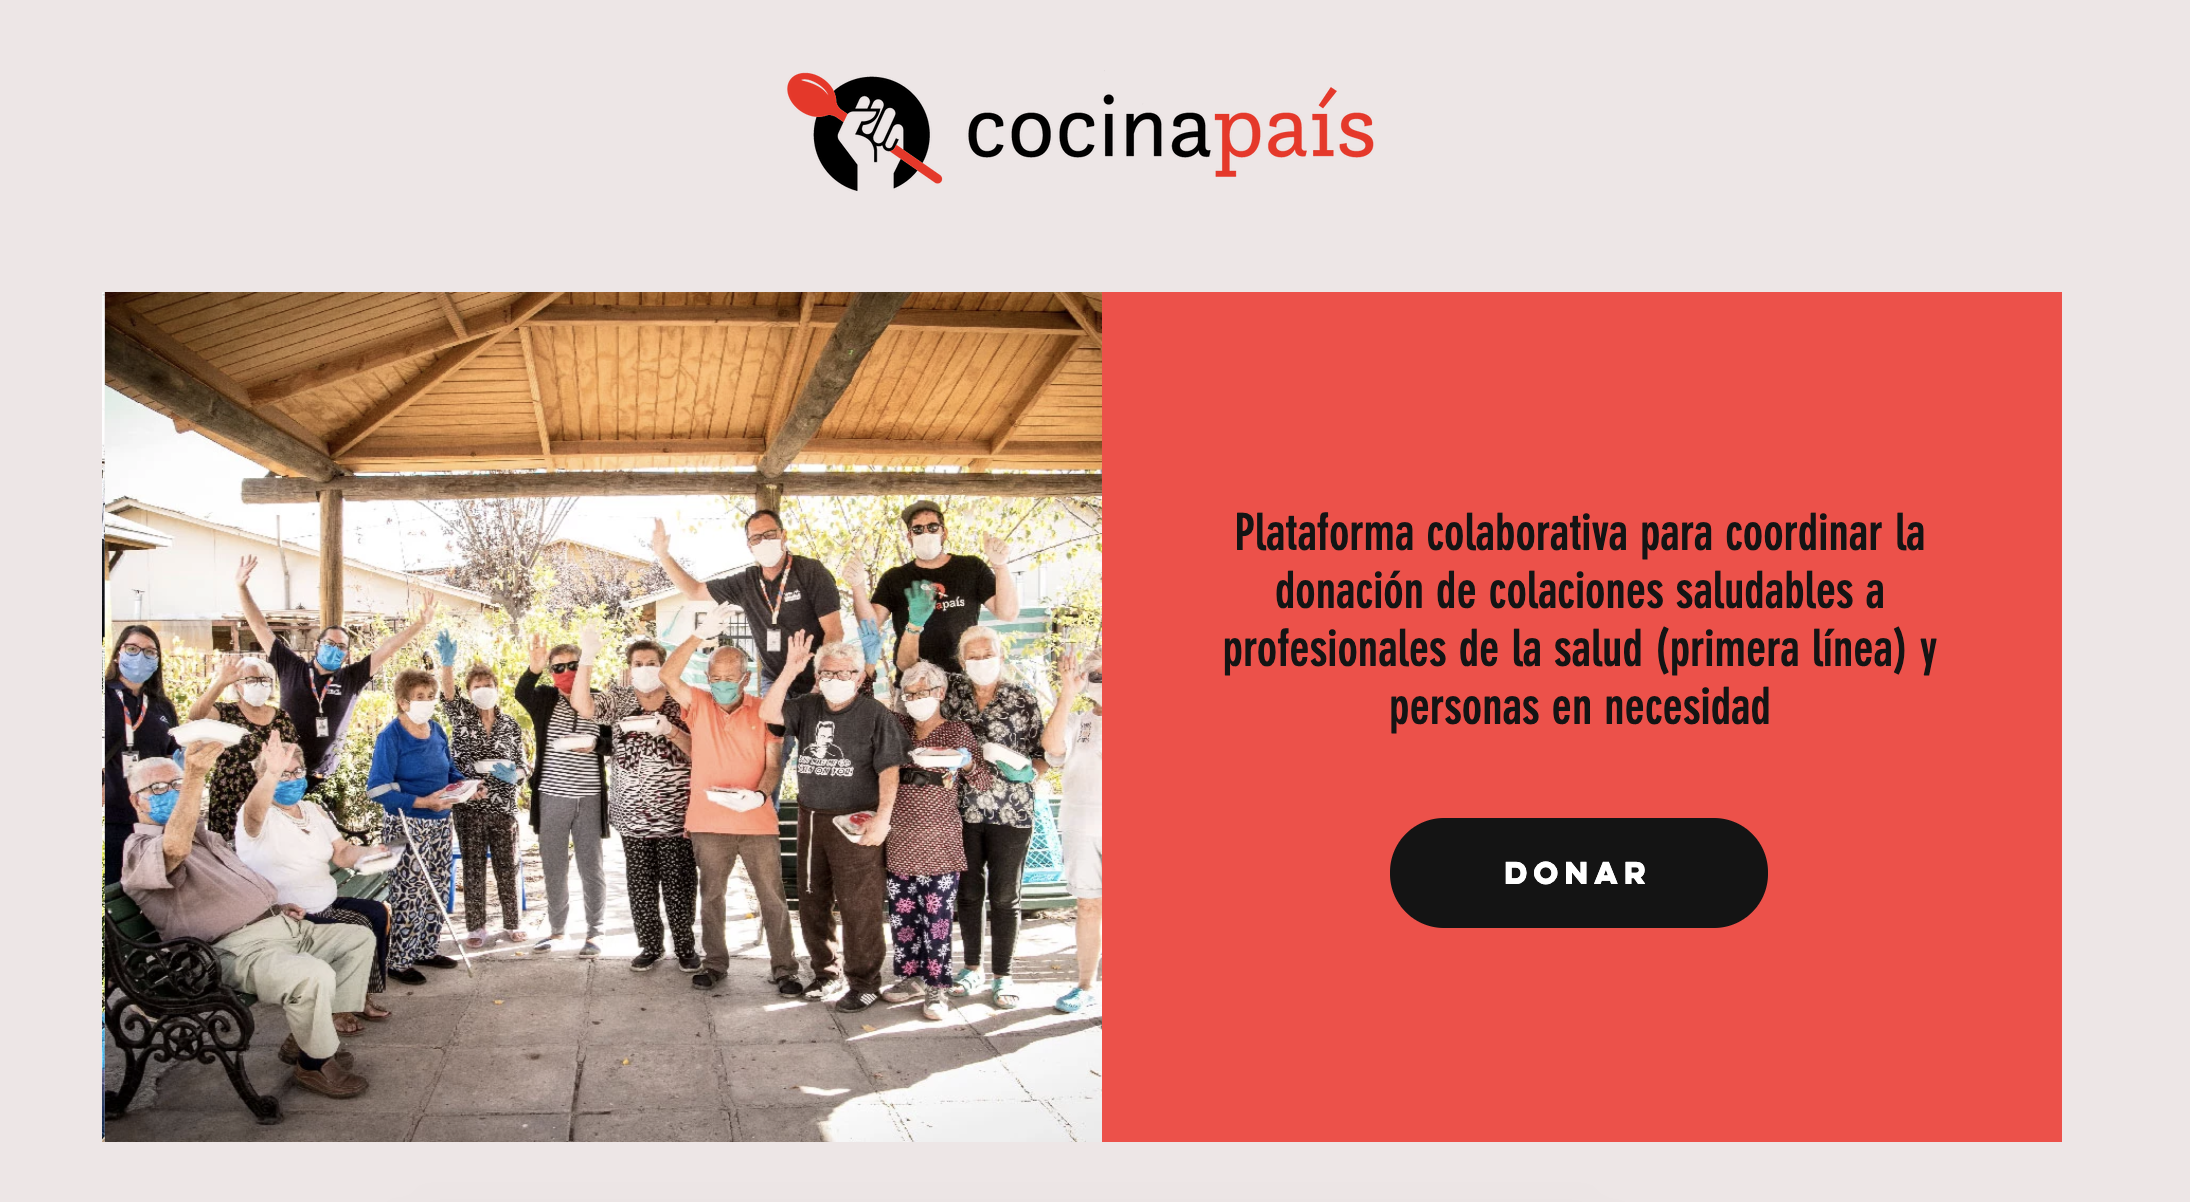 cocinapaís
país
Plataforma colaborativa para coordinar la
donación de colaciones saludables a
profesionales de la salud (primera línea) y
personas en necesidad
DONAR